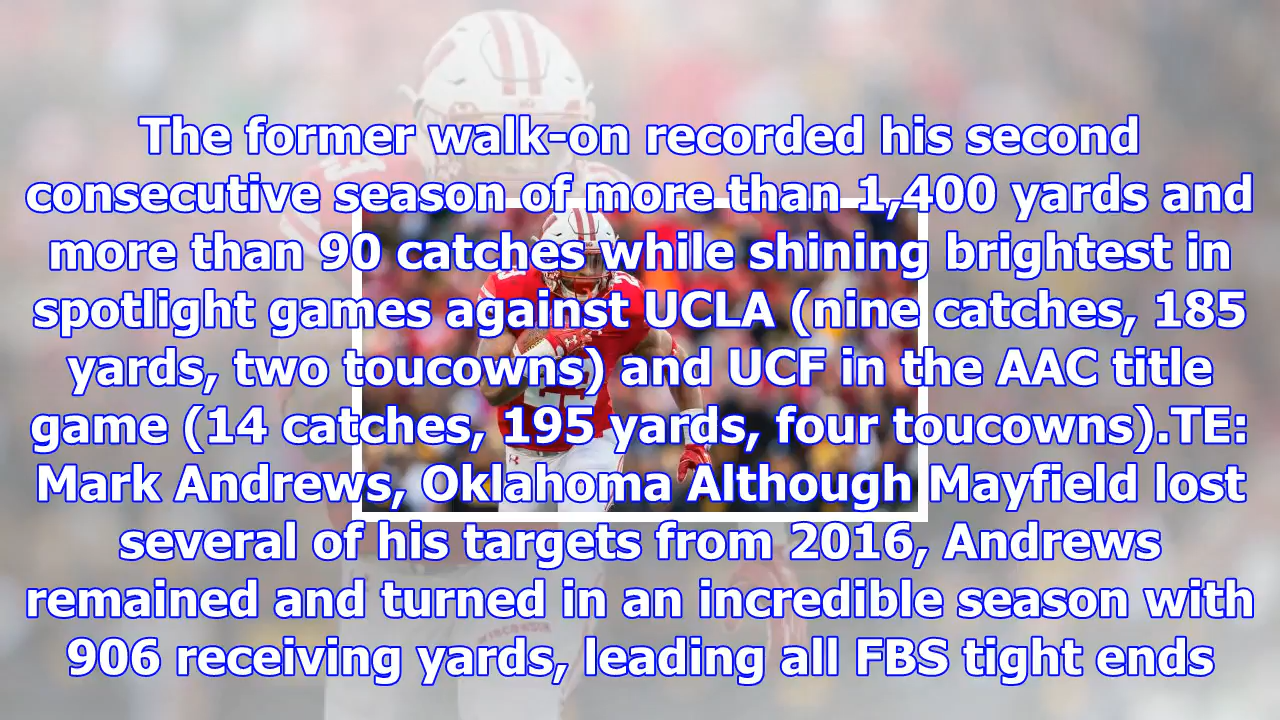 The former walk-on recorded his second
consecutive season of more than 1,400 yards and
more than 90 catches while shining brightest in
spotlight games against UCLA (nine catches, 185
yards, two toucowns) and UCF in the AAC title
game (14 catches, 195 yards, four toucowns).TE:
Mark Andrews, Oklahoma Although Mayfield lost
several of his targets from 2016, Andrews
remained and turned in an incredible season with
906 receiving yards, leading all FBS tight ends